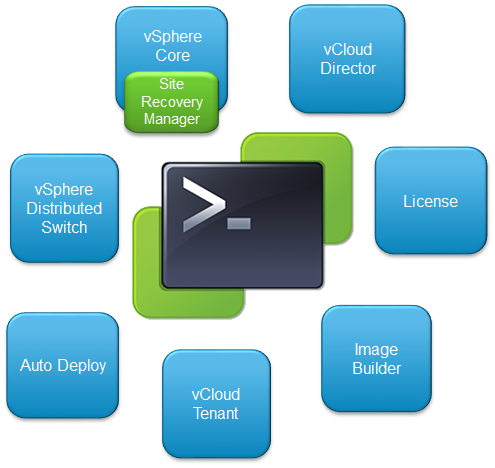 vSphere
Core
Site
Recovery
Manager
vCloud
Director
vSphere
Distributed
Switch
License
Auto Deploy
Image
Builder
vCloud
Tenant